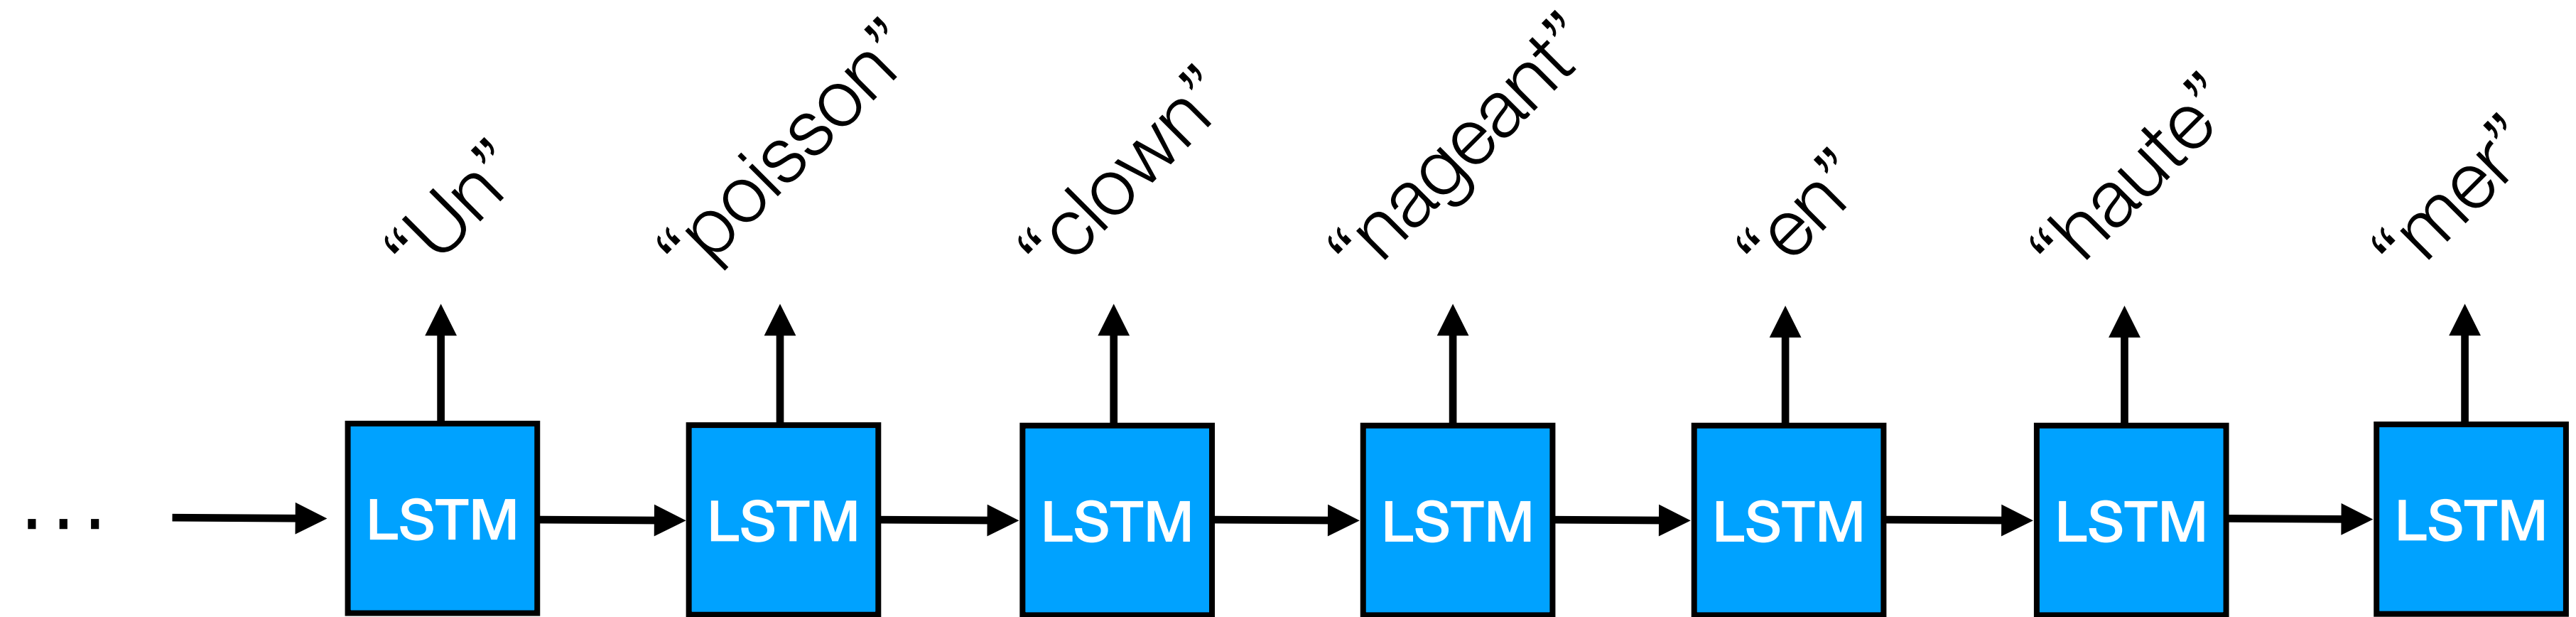 “Un” “poisson” “clown” “nageant” “en” “haute” “mer”
... LSTM LSTM LSTM LSTM LSTM LSTM LSTM